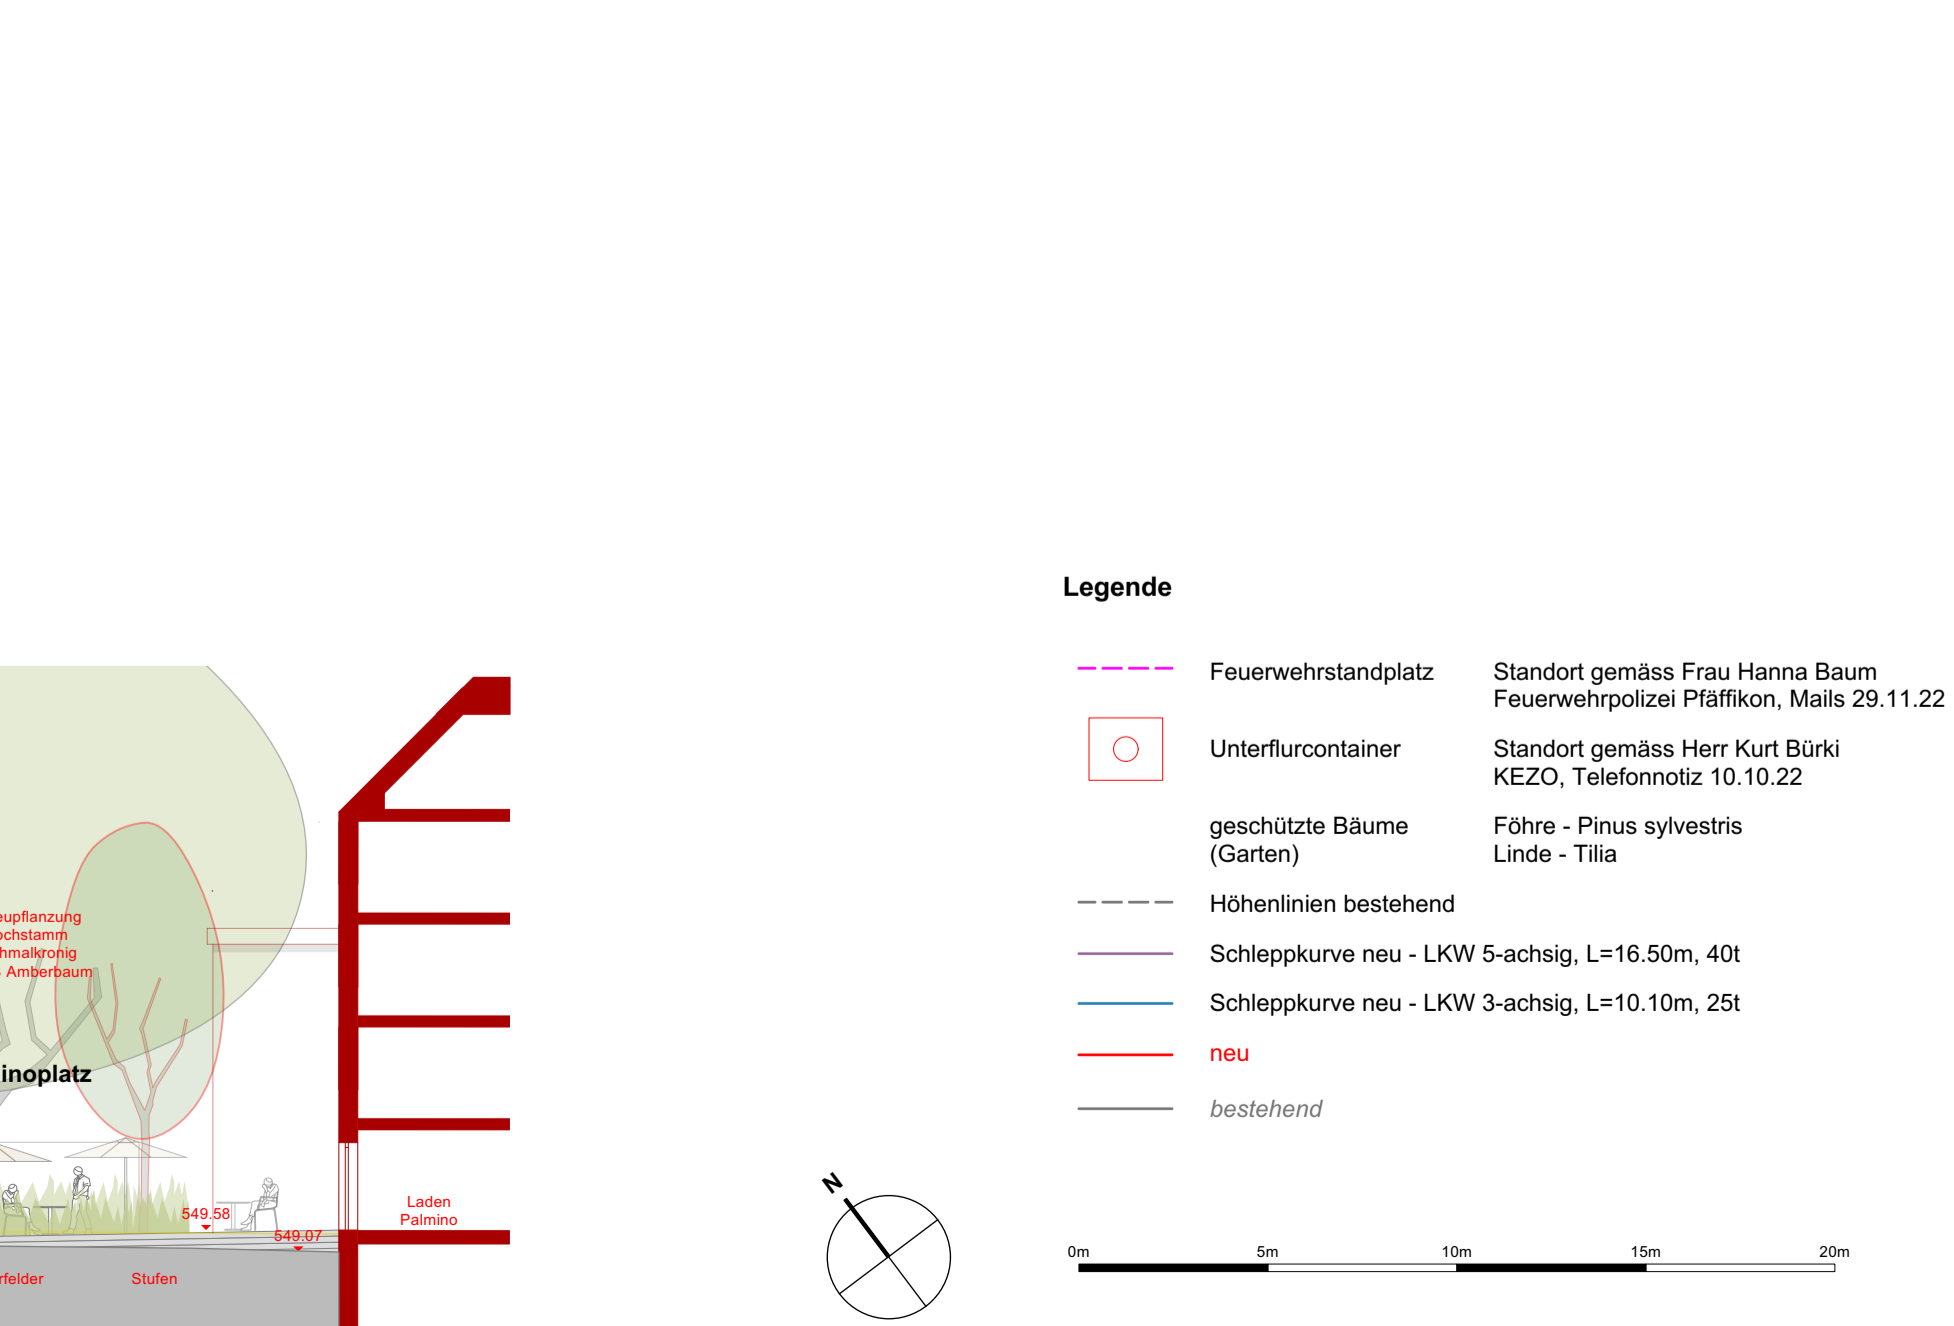 Legende
Feuerwehrstandplatz
Standort gemäss Frau Hanna Baum
Feuerwehrpolizei Pfäffikon, Mails 29.11.22
Unterflurcontainer
Standort gemäss Herr Kurt Bürki
KEZO, Telefonnotiz 10.10.22
geschützte Bäume
(Garten)
Föhre - Pinus sylvestris
Linde - Tilia
Höhenlinien bestehend
Schleppkurve neu - LKW 5-achsig, L=16.50m, 40t
Schleppkurve neu - LKW 3-achsig, L=10.10m, 25t
neu
bestehend
eupflanzung
ochstamm
hmalkronig
Amberbaum
inoplatz
549.58
549.07
Laden
Palmino
rfelder
Stufen
N
0m 5m 10m 15m 20m